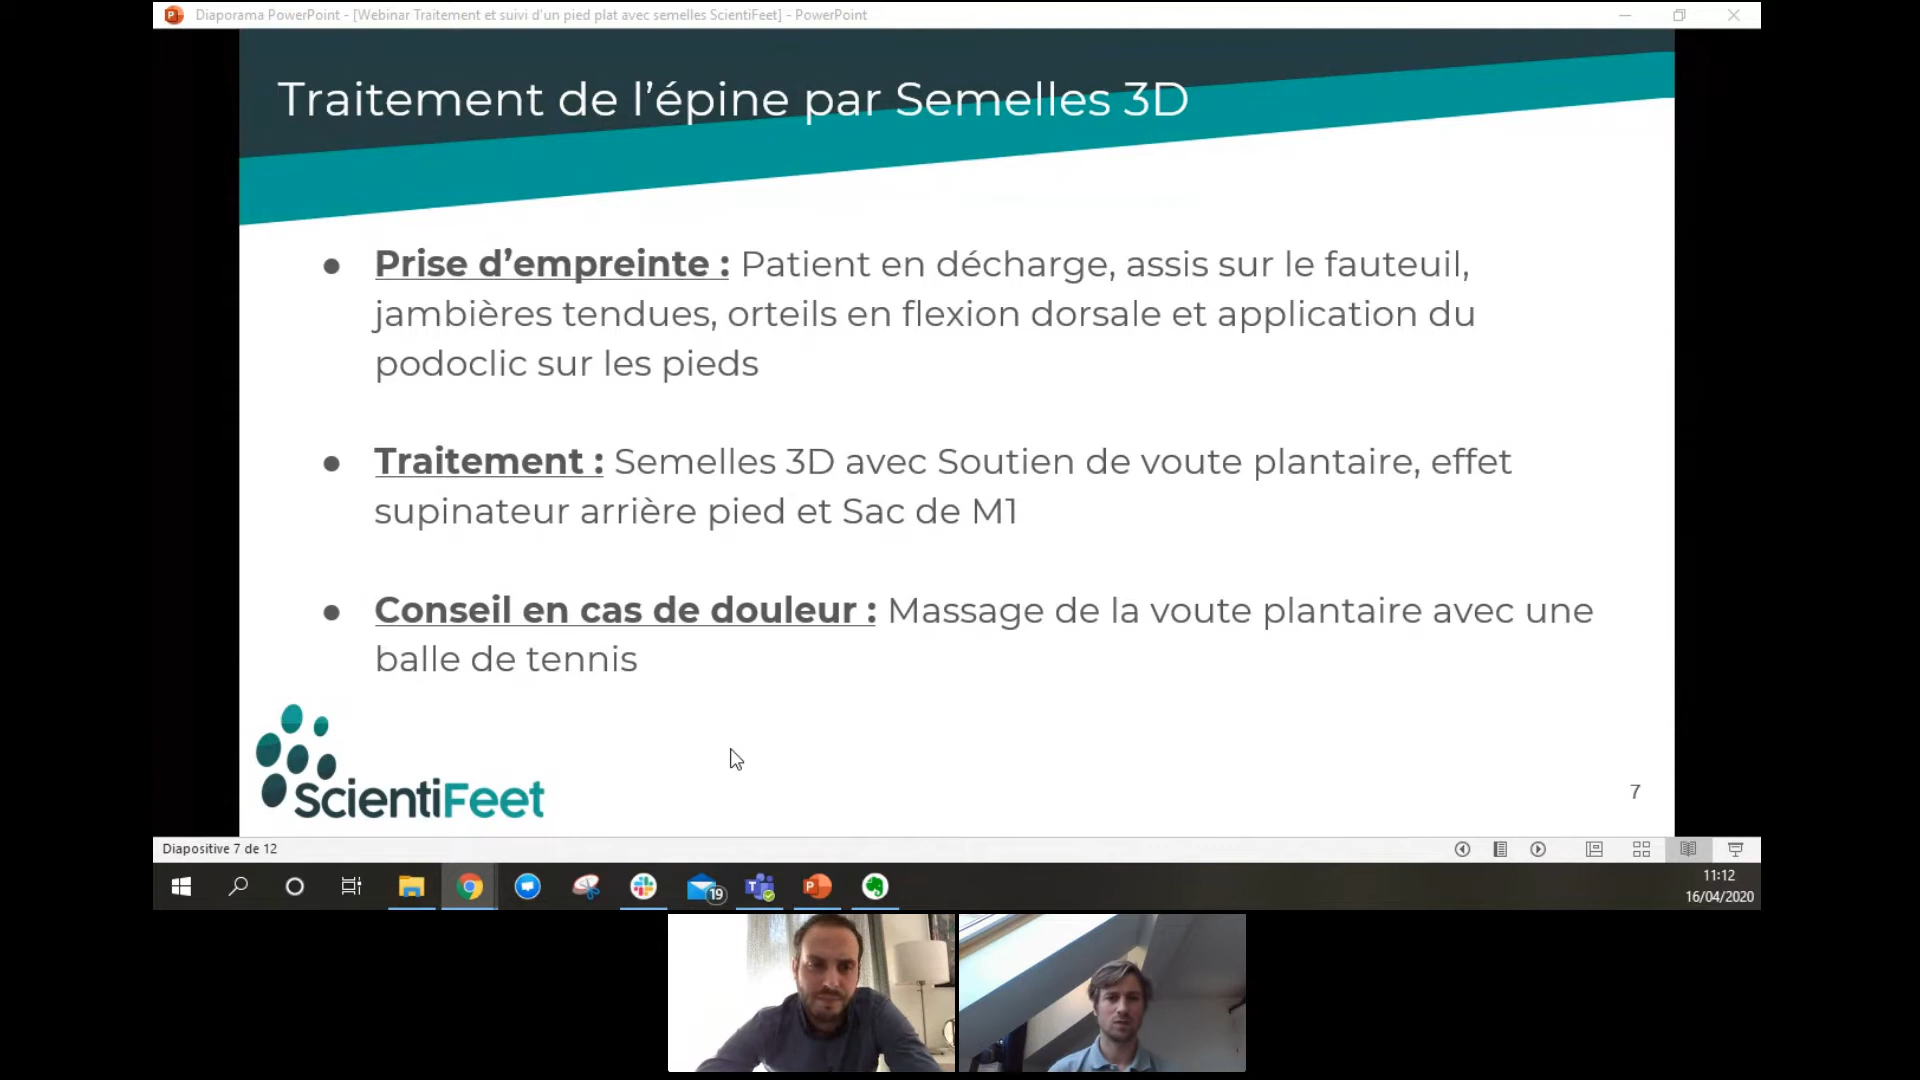 Diaporama PowerPoint - [Webinar Traitement et suivi d'un pied plat avec semelles ScientiFeet] - PowerPoint
Traitement de l’épine par Semelles 3D
● Prise d’empreinte : Patient en décharge, assis sur le fauteuil,
jambières tendues, orteils en flexion dorsale et application du
podoclic sur les pieds
● Traitement : Semelles 3D avec Soutien de voute plantaire, effet
supinateur arrière pied et Sac de M1
● Conseil en cas de douleur : Massage de la voute plantaire avec une
balle de tennis
ScientiFeet
7
Diapositive 7 de 12
19
11:12
16/04/2020